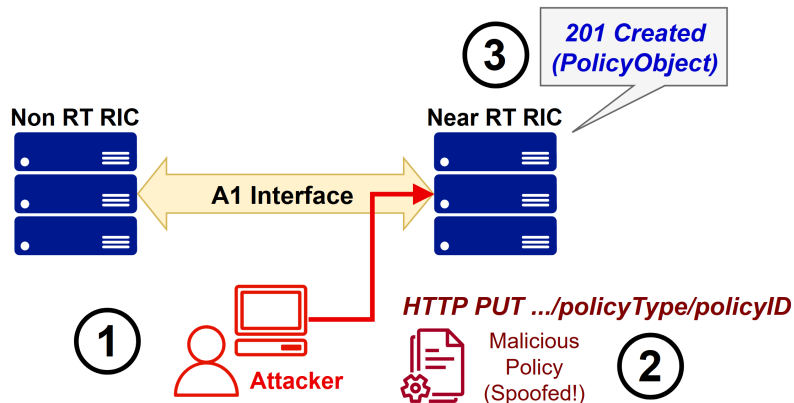 3
201 Created
(PolicyObject)
Non RT RIC
Near RT RIC
A1 Interface
HTTP PUT .../policyType/policyID
1
Attacker
Malicious
Policy
(Spoofed!)
2